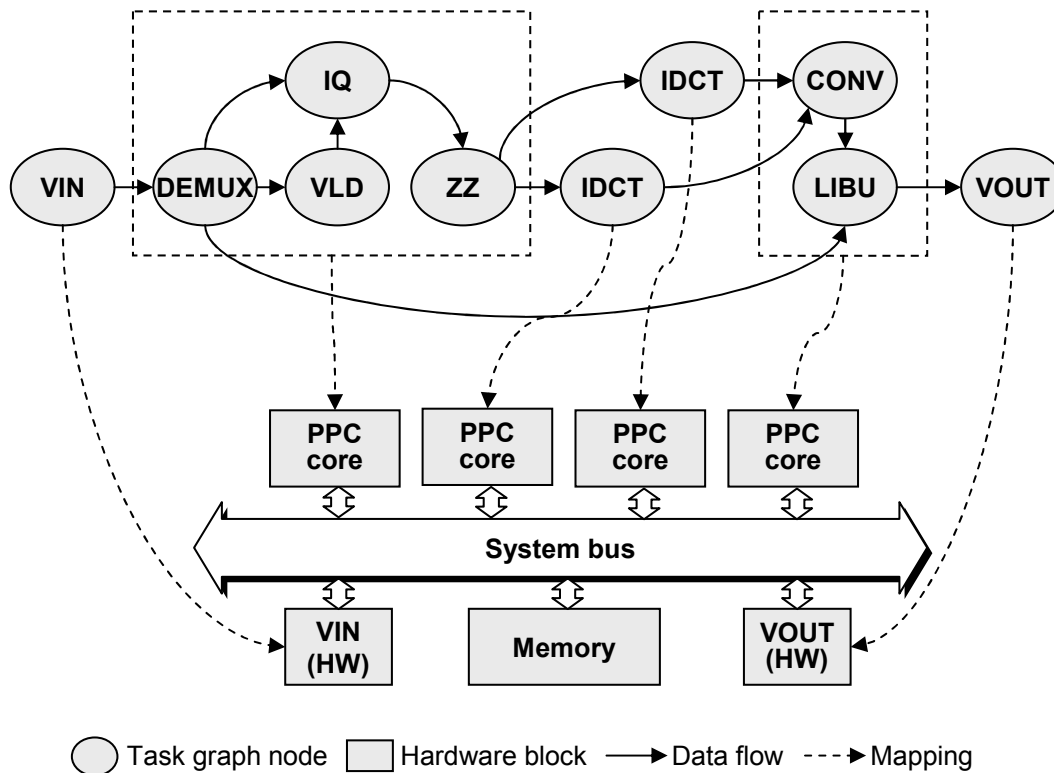 IQ
IDCT
CONV
VIN
DEMUX
VLD
ZZ
IDCT
LIBU
VOUT
PPC
core
PPC
core
PPC
core
PPC
core
System bus
VIN
(HW)
Memory
VOUT
(HW)
Task graph node
Hardware block
Data flow
Mapping